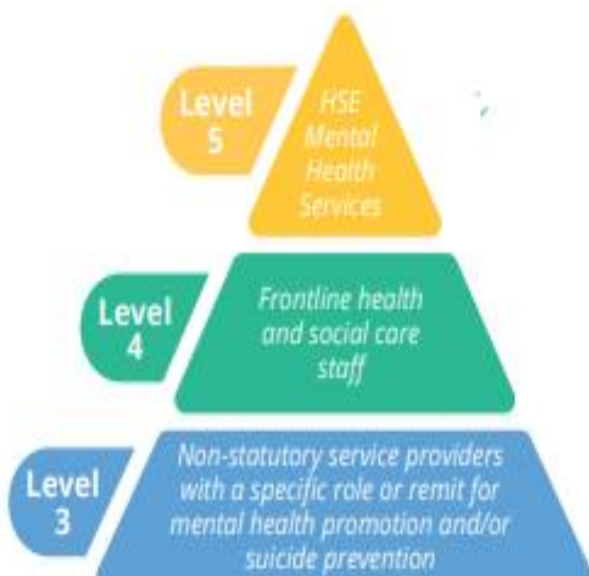 Level
5
HSE
Mental
Health
Services
Level
4
Frontline health
and social care
staff
Level
3
Non-statutory service providers
with a specific role or remit for
mental health promotion and/or
suicide prevention